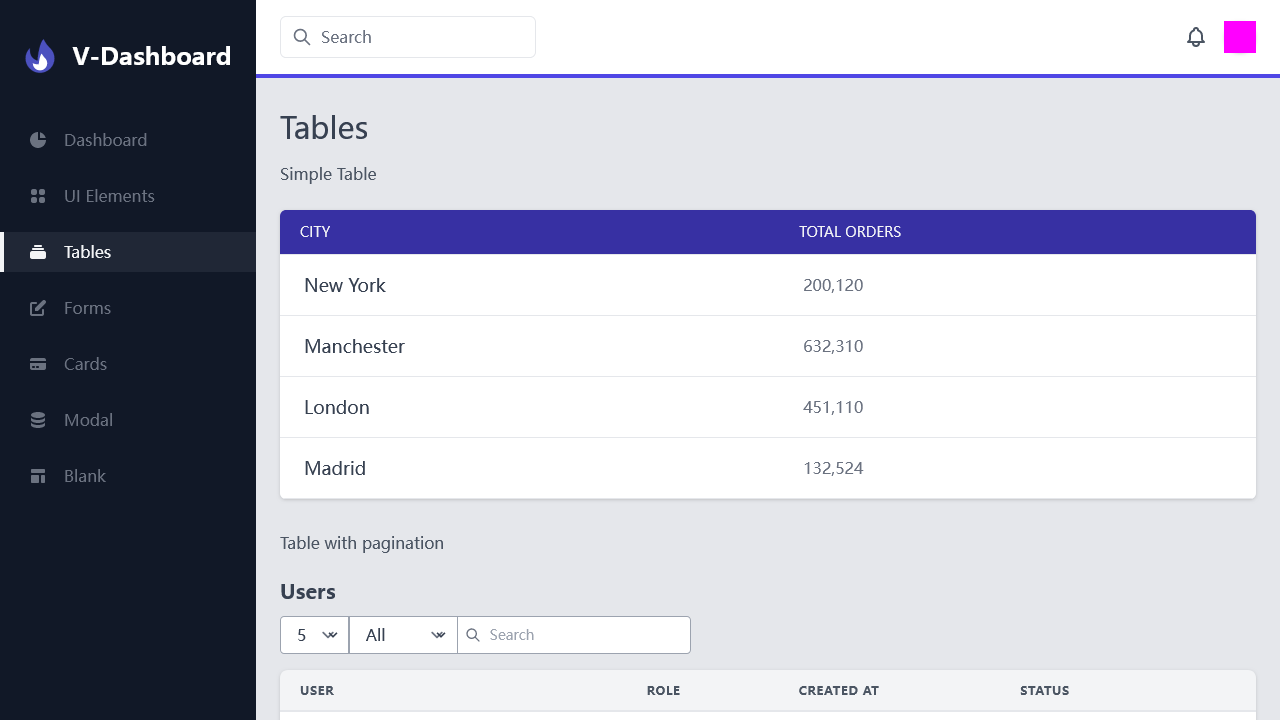 V-Dashboard
Search
Dashboard
UI Elements
Tables
Forms
Cards
Modal
Blank
Tables
Simple Table
CITY TOTAL ORDERS
New York 200,120
Manchester 632,310
London 451,110
Madrid 132,524
Table with pagination
Users
5 All Search
USER ROLE CREATED AT STATUS